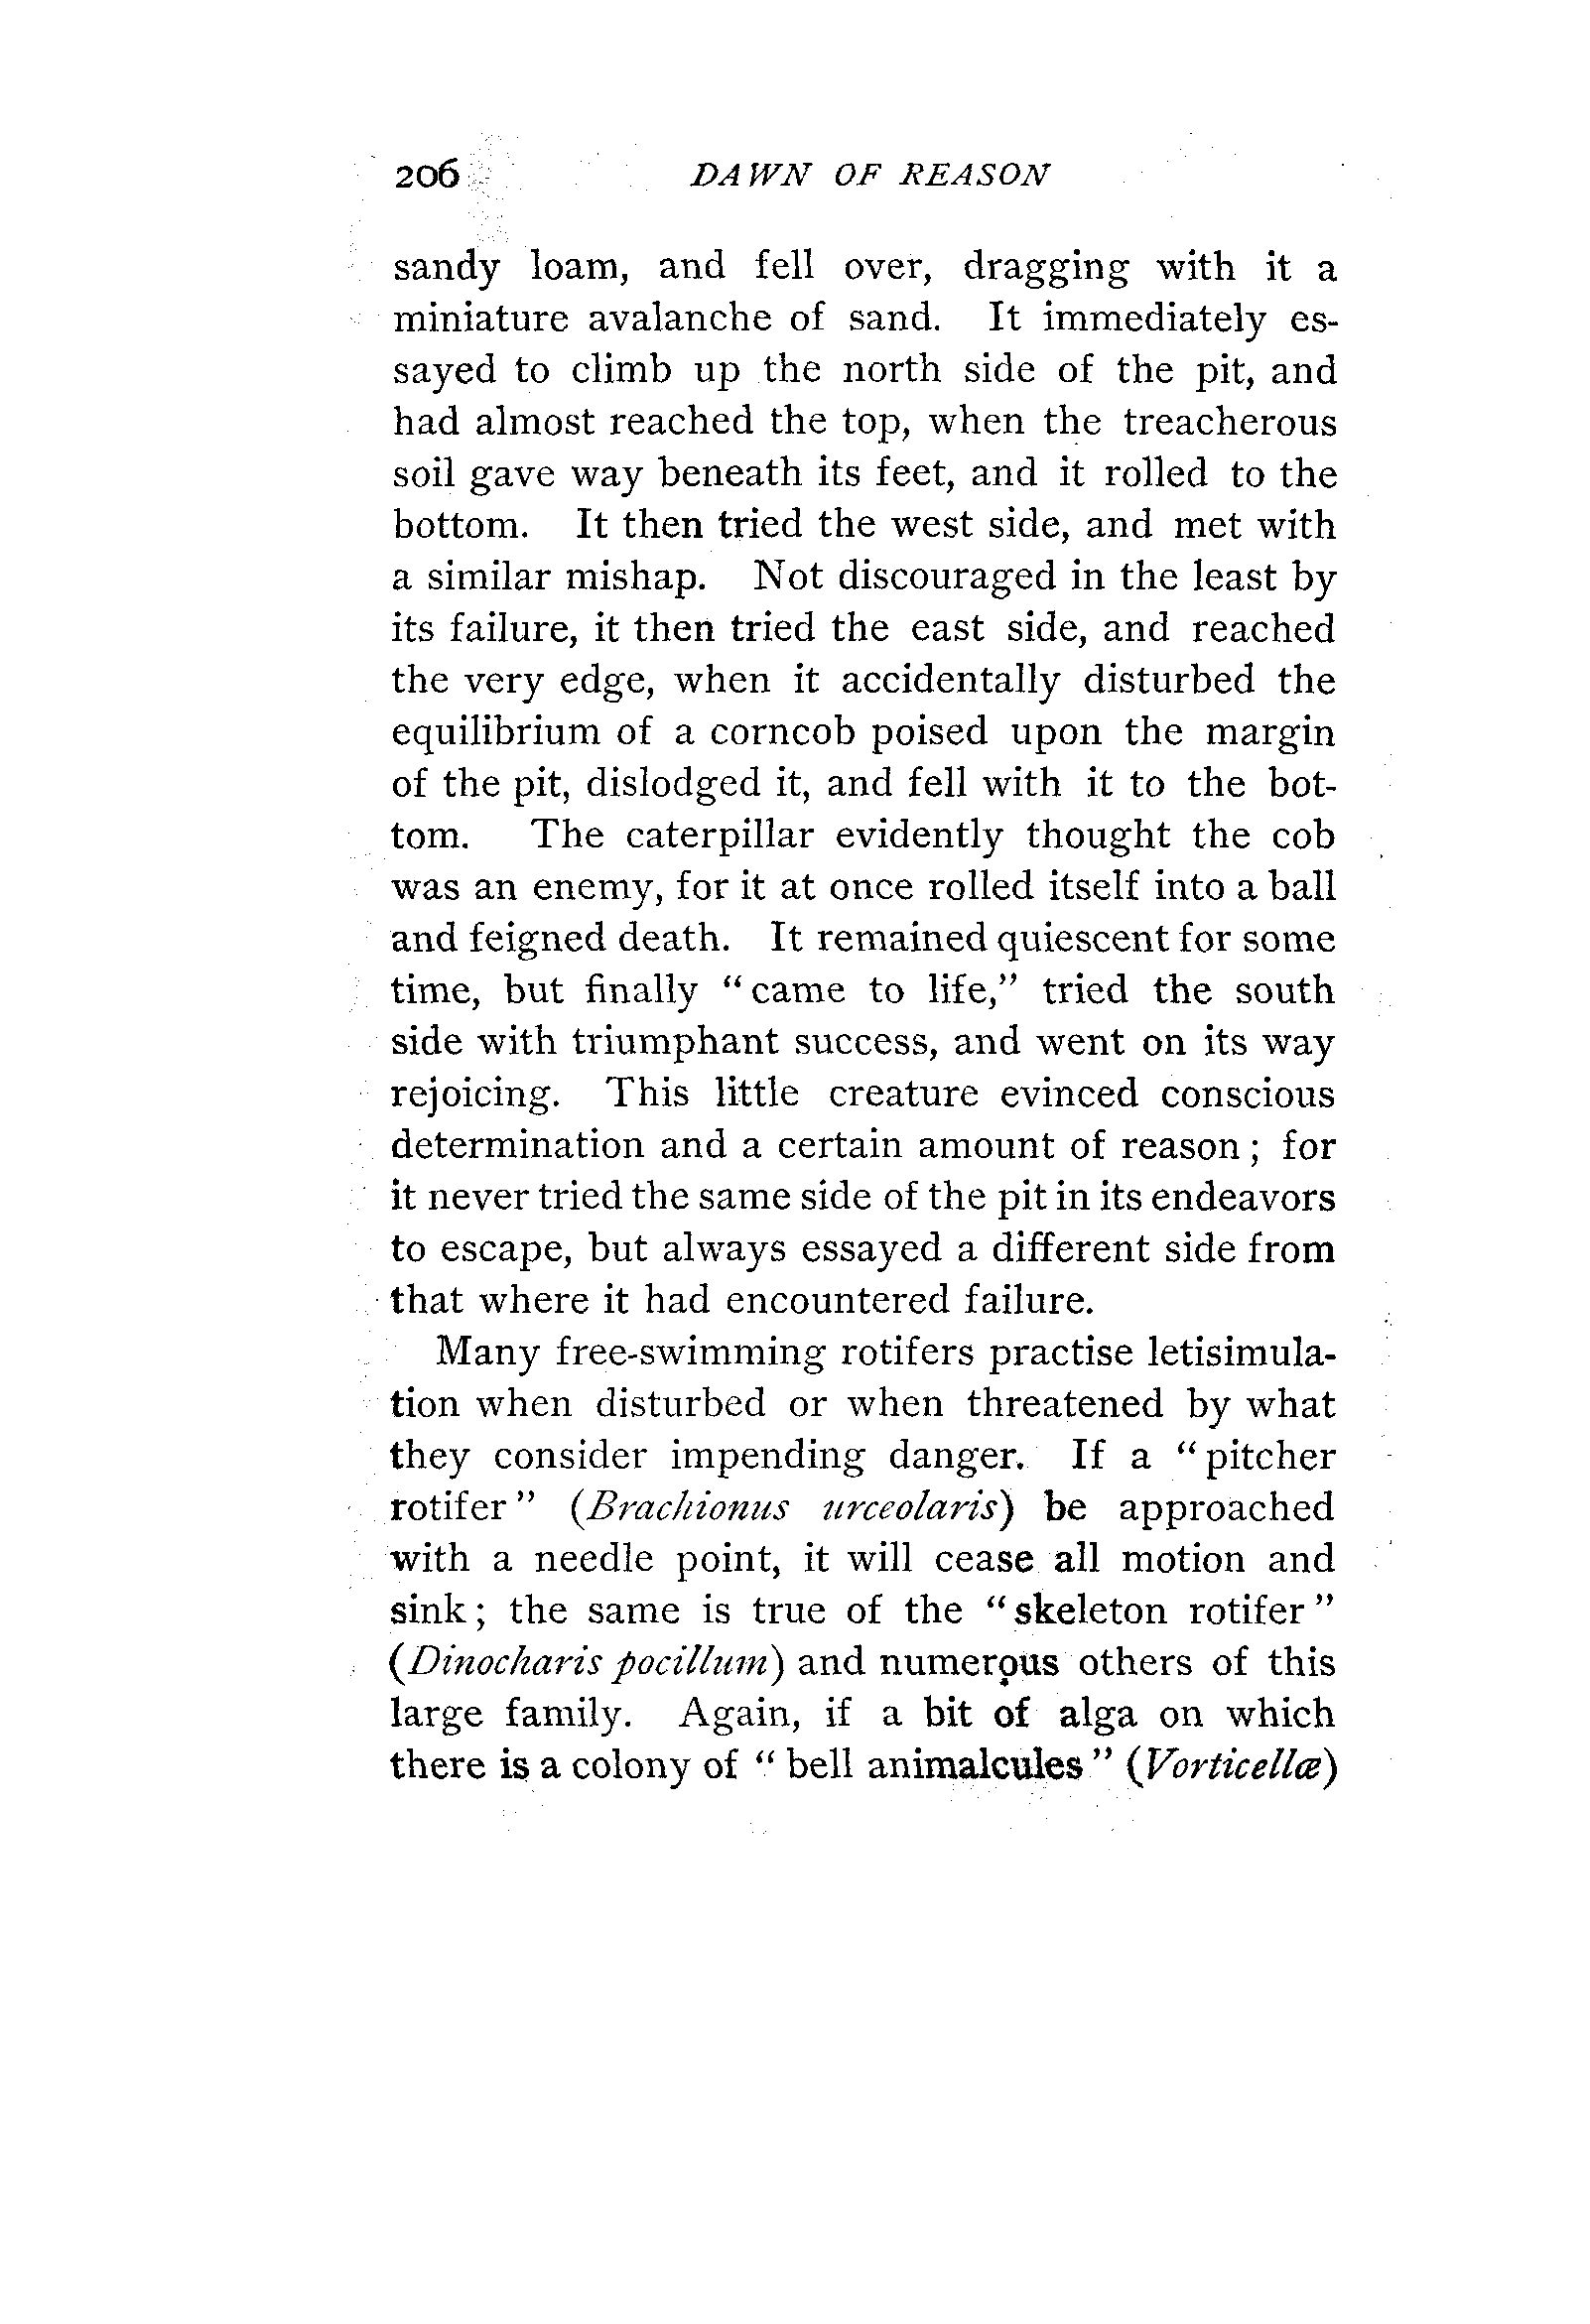 206 DAWN OF REASON
sandy loam, and fell over, dragging with it a
miniature avalanche of sand. It immediately es-
sayed to climb up the north side of the pit, and
had almost reached the top, when the treacherous
soil gave way beneath its feet, and it rolled to the
bottom. It then tried the west side, and met with
a similar mishap. Not discouraged in the least by
its failure, it then tried the east side, and reached
the very edge, when it accidentally disturbed the
equilibrium of a corncob poised upon the margin
of the pit, dislodged it, and fell with it to the bot-
tom. The caterpillar evidently thought the cob
was an enemy, for it at once rolled itself into a ball
and feigned death. It remained quiescent for some
time, but finally “came to life,” tried the south
side with triumphant success, and went on its way
rejoicing. This little creature evinced conscious
determination and a certain amount of reason; for
it never tried the same side of the pit in its endeavors
to escape, but always essayed a different side from
that where it had encountered failure.
Many free-swimming rotifers practise letisimula-
tion when disturbed or when threatened by what
they consider impending danger. If a “pitcher
rotifer” (Brachionus urceolaris) be approached
with a needle point, it will cease all motion and
sink; the same is true of the “skeleton rotifer”
(Dinocharis pocillum) and numerous others of this
large family. Again, if a bit of alga on which
there is a colony of “bell animalcules” (Vorticellæ)